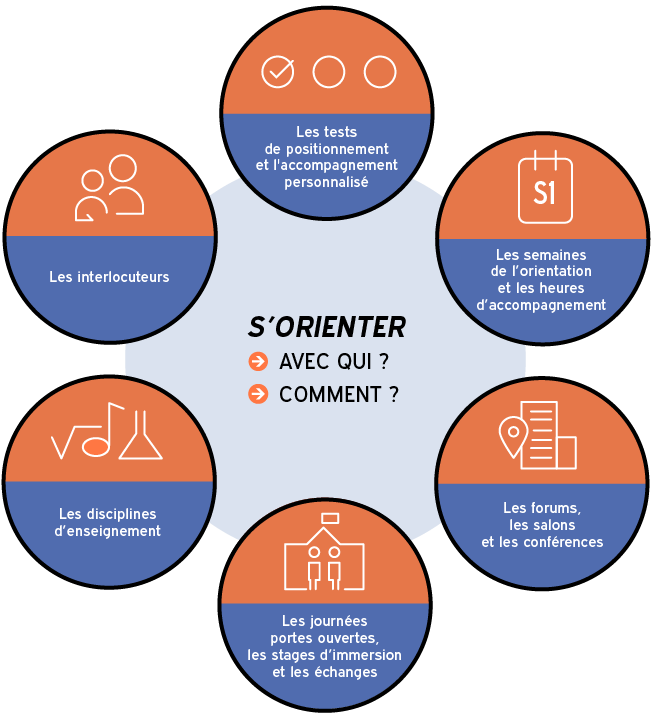 Les tests
de positionnement
et l'accompagnement
personnalisé
S1
Les semaines
de l'orientation
et les heures
d'accompagnement
Les interlocuteurs
S'ORIENTER
AVEC QUI ?
COMMENT ?
Les disciplines
d'enseignement
Les forums,
les salons
et les conférences
Les journées
portes ouvertes,
les stages d'immersion
et les échanges